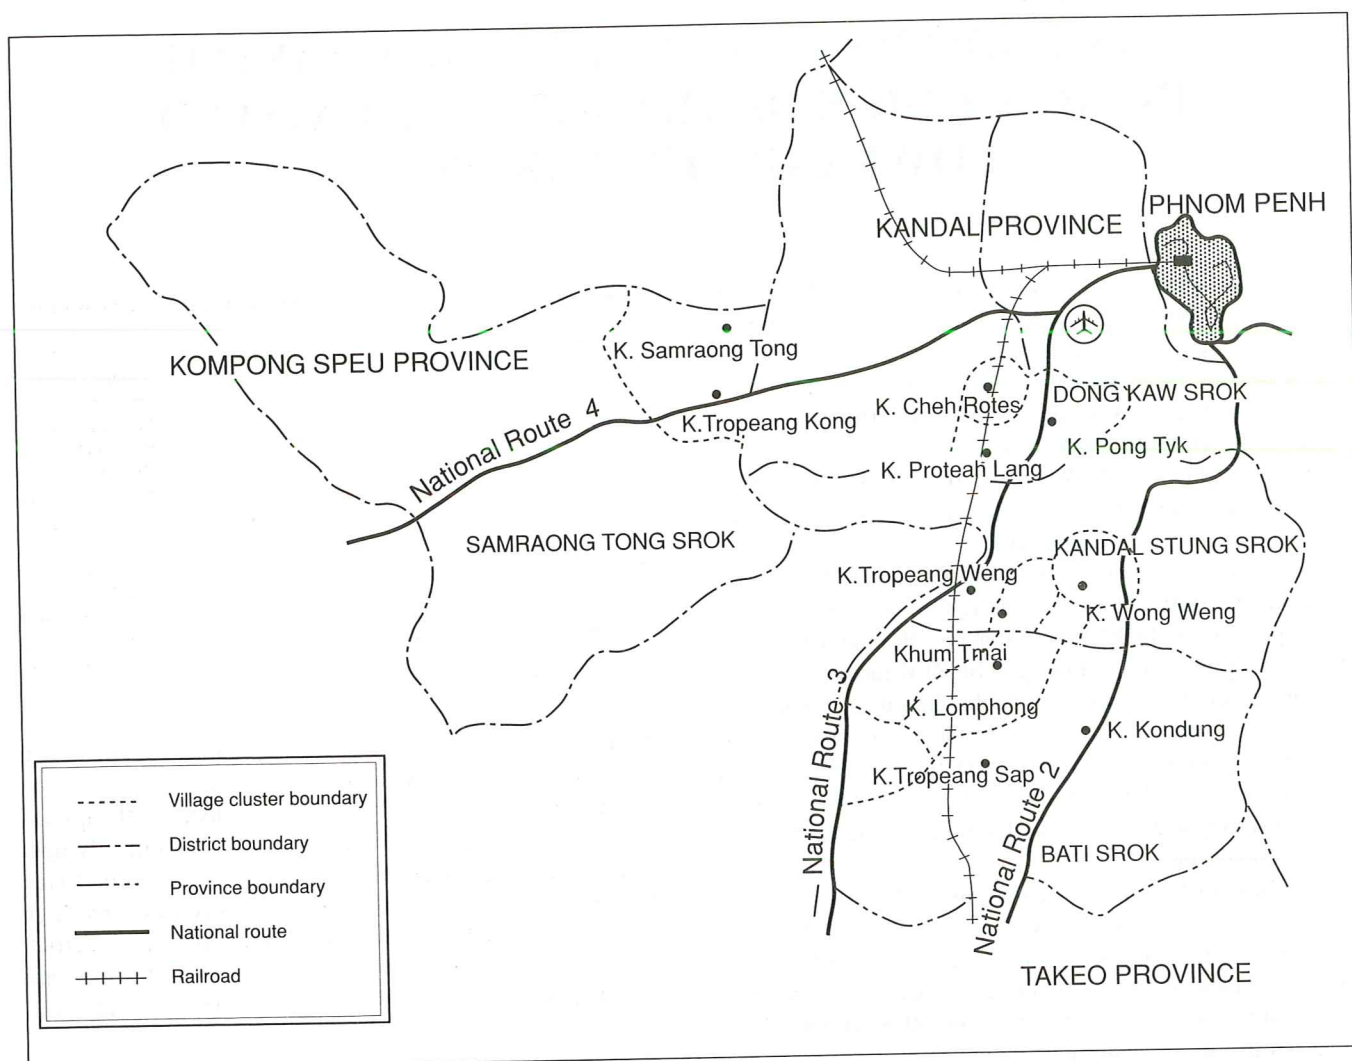 PHNOM PENH
KANDAL PROVINCE
K. Samraong Tong
KOMPONG SPEU PROVINCE
DONG KAW SROK
K. Cheh Rotes
K.Tropeang Kong
National Route 4
K. Pong Tyk
K. Proteah Lang
SAMRAONG TONG SROK
KANDAL STUNG SROK
K.Tropeang Weng
K. Wong Weng
Khum Tmai
K. Lomphong
K. Kondung
National Route 3
K.Tropeang Sap
National Route 2
BATI SROK
TAKEO PROVINCE
Village cluster boundary
District boundary
Province boundary
National route
Railroad